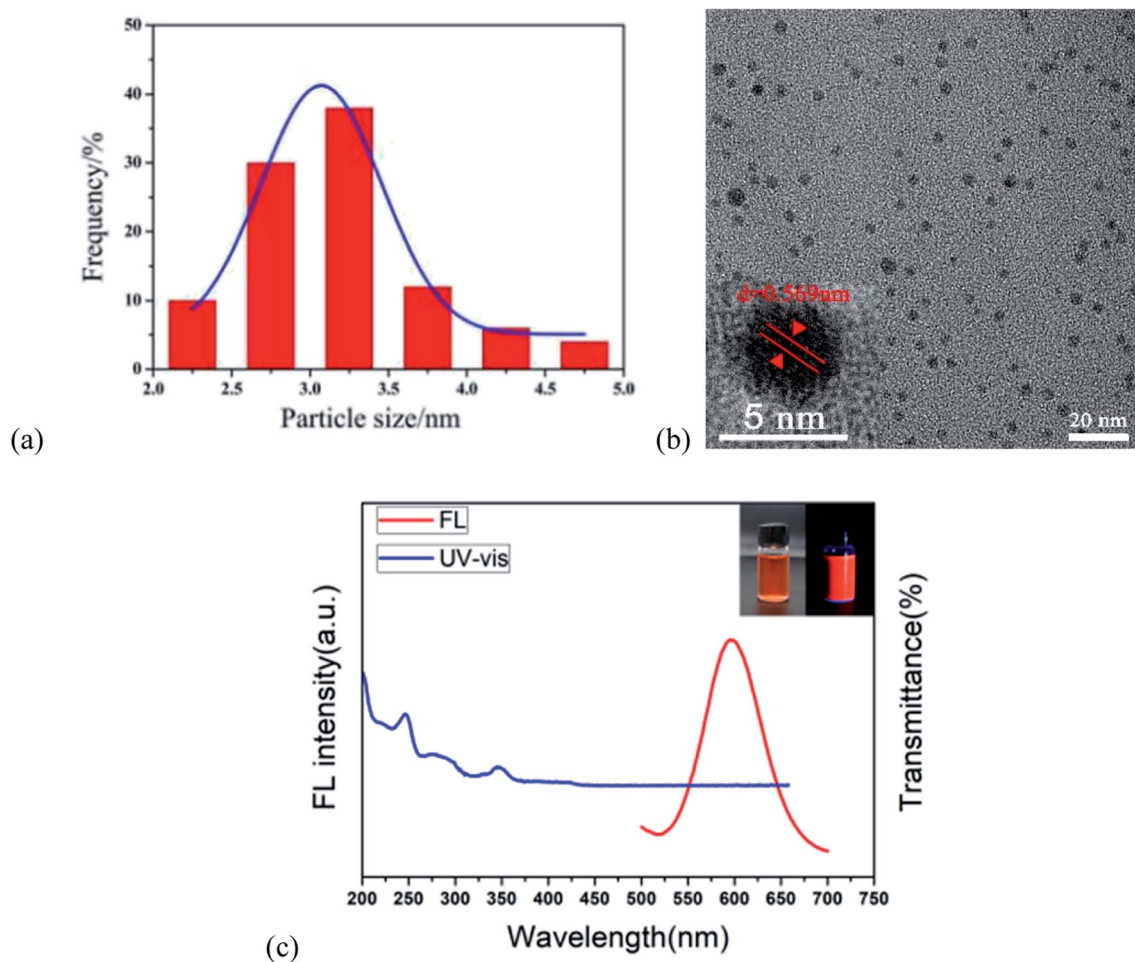 50
40
30
20
10
0
Frequency/%
2.0 2.5 3.0 3.5 4.0 4.5 5.0
Particle size/nm
(a)
d=0.569nm
5 nm
20 nm
(b)
FL
UV-vis
FL intensity(a.u.)
Transmittance(%)
200 250 300 350 400 450 500 550 600 650 700 750
Wavelength(nm)
(c)